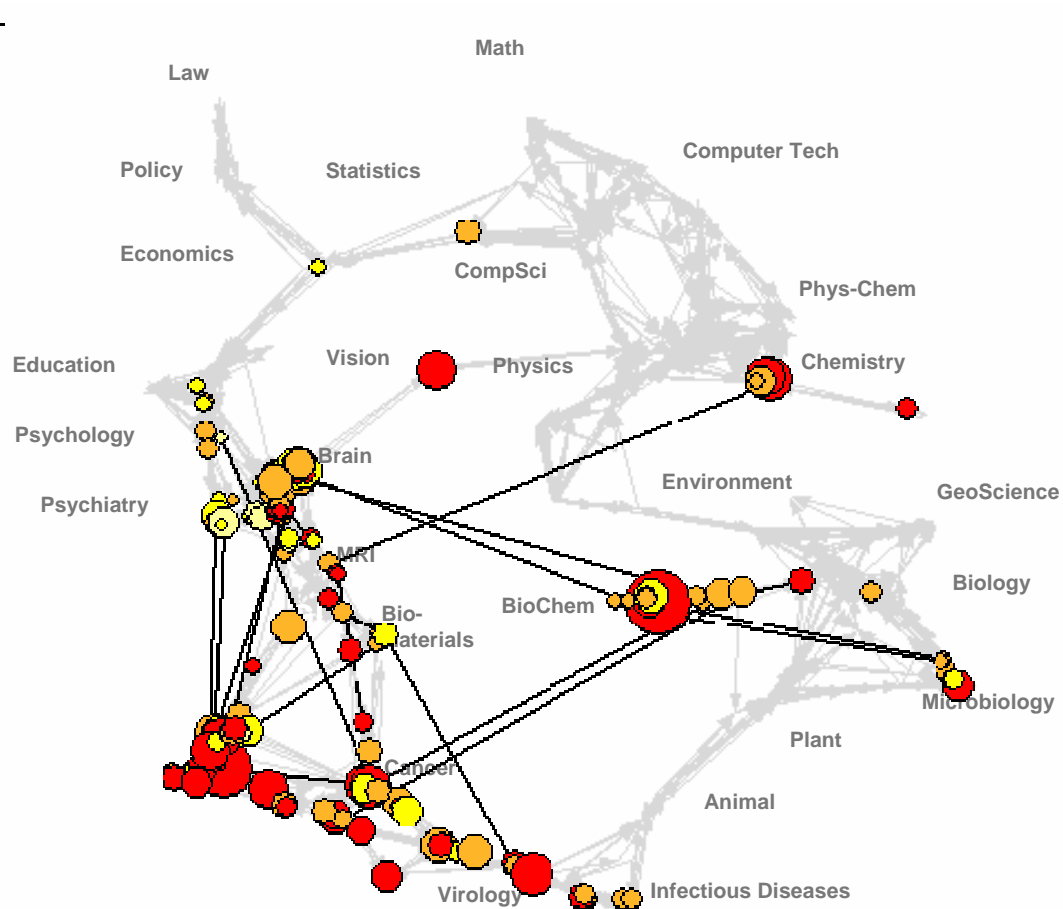 Math
Law
Computer Tech
Policy
Statistics
Economics
CompSci
Phys-Chem
Education
Vision
Physics
Chemistry
Psychology
Brain
Environment
GeoScience
Psychiatry
MRI
Biology
BioChem
Bio-
materials
Microbiology
Plant
Cancer
Animal
Virology
Infectious Diseases